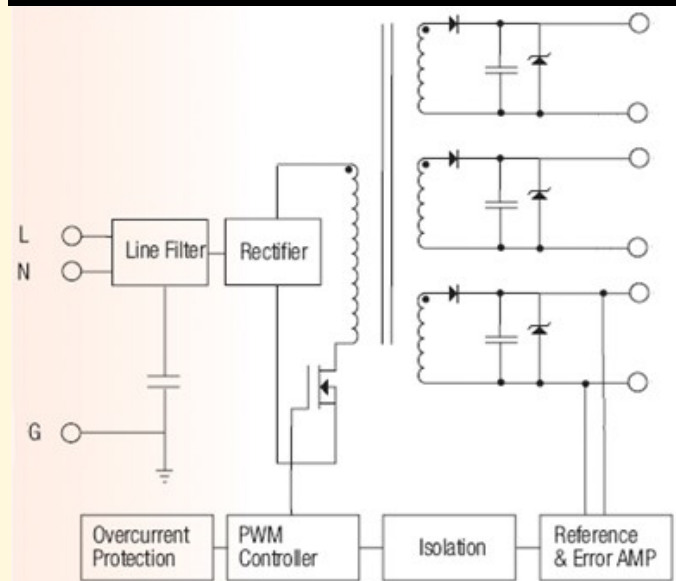 L
N
Line Filter
Rectifier
G
Overcurrent
Protection
PWM
Controller
Isolation
Reference
& Error AMP